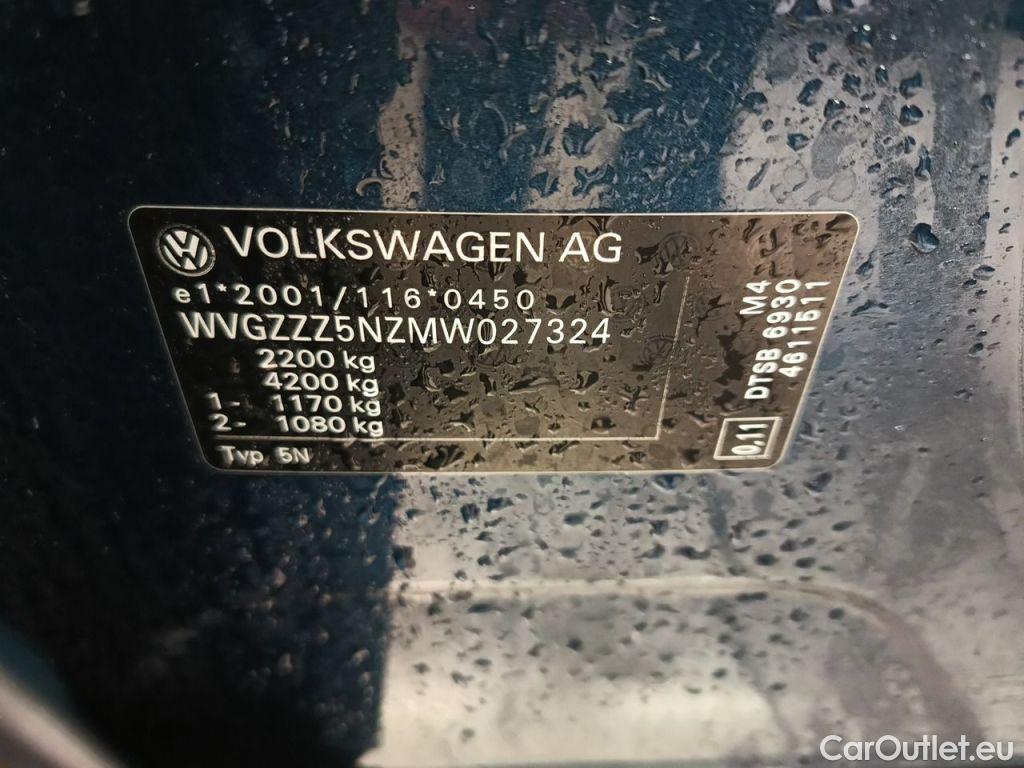 VOLKSWAGEN AG
e1*2001/116*0450
WVGZZZ5NZMW027324
2200 kg
4200 kg
1- 1170 kg
2- 1080 kg
Typ 5N
M4
DTSB 6930
4611511
0,11
CarOutlet.eu